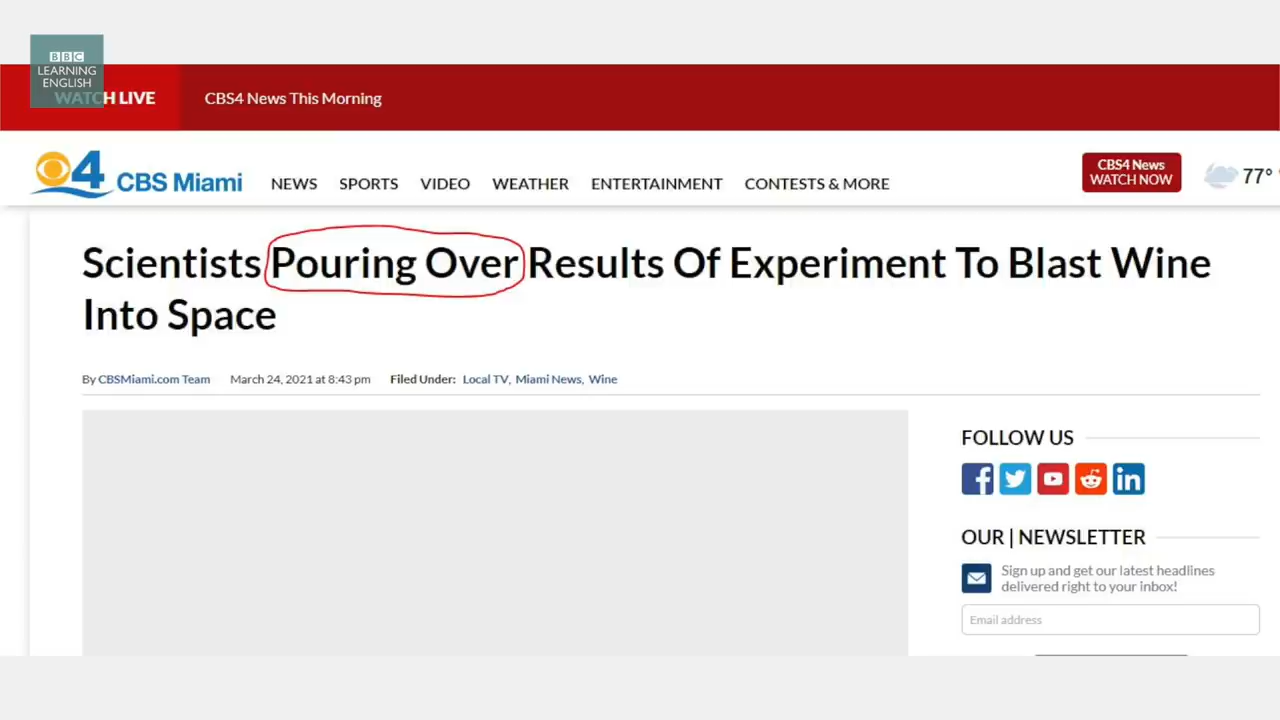 BBC
LEARNING
ENGLISH
WATCH LIVE
CBS4 News This Morning
4 CBS Miami
NEWS SPORTS VIDEO WEATHER ENTERTAINMENT CONTESTS & MORE
CBS4 News
WATCH NOW
77°
Scientists Pouring Over Results Of Experiment To Blast Wine
Into Space
By CBSMiami.com Team March 24, 2021 at 8:43 pm Filed Under: Local TV, Miami News, Wine
FOLLOW US
OUR | NEWSLETTER
Sign up and get our latest headlines
delivered right to your inbox!
Email address